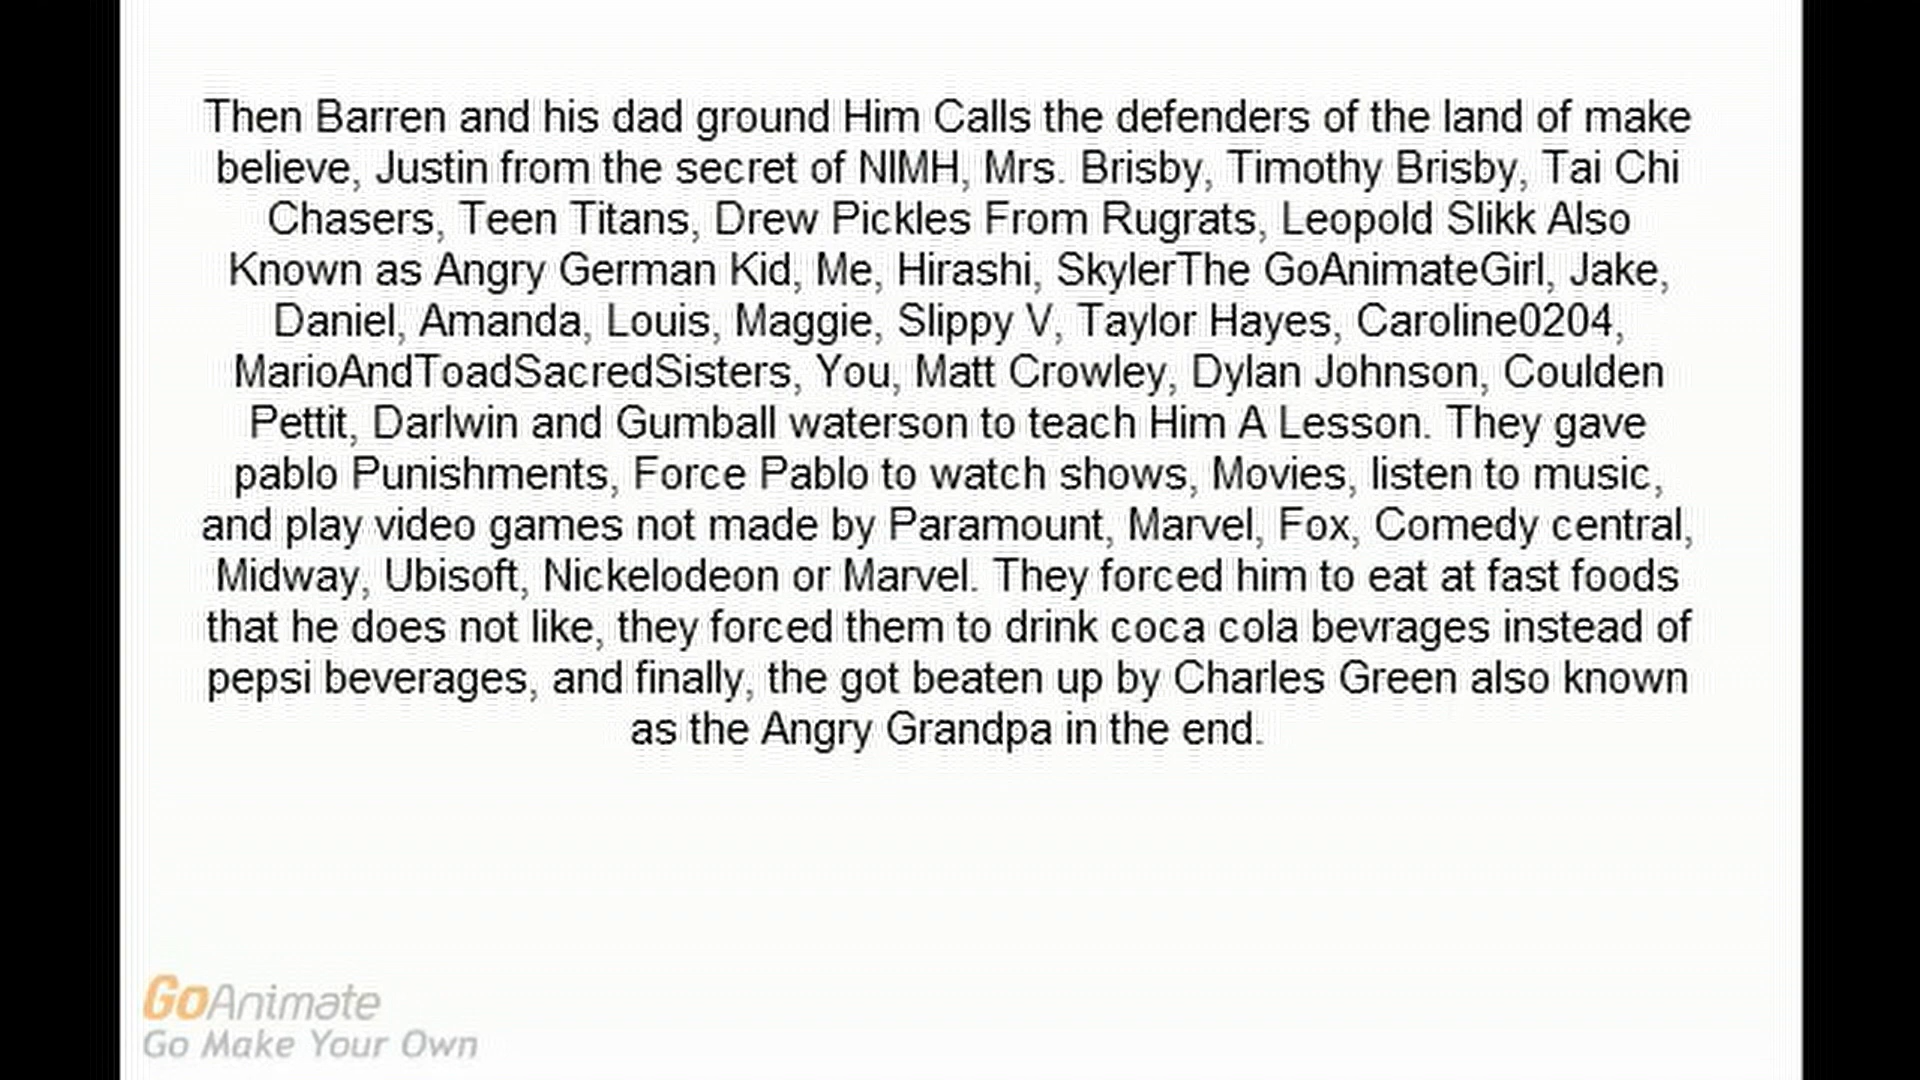 Then Barren and his dad ground Him Calls the defenders of the land of make
believe, Justin from the secret of NIMH, Mrs. Brisby, Timothy Brisby, Tai Chi
Chasers, Teen Titans, Drew Pickles From Rugrats, Leopold Slikk Also
Known as Angry German Kid, Me, Hirashi, SkylerThe GoAnimateGirl, Jake,
Daniel, Amanda, Louis, Maggie, Slippy V, Taylor Hayes, Caroline0204,
MarioAndToadSacredSisters, You, Matt Crowley, Dylan Johnson, Coulden
Pettit, Darlwin and Gumball waterson to teach Him A Lesson. They gave
pablo Punishments, Force Pablo to watch shows, Movies, listen to music,
and play video games not made by Paramount, Marvel, Fox, Comedy central,
Midway, Ubisoft, Nickelodeon or Marvel. They forced him to eat at fast foods
that he does not like, they forced them to drink coca cola bevrages instead of
pepsi beverages, and finally, the got beaten up by Charles Green also known
as the Angry Grandpa in the end.
GoAnimate
Go Make Your Own